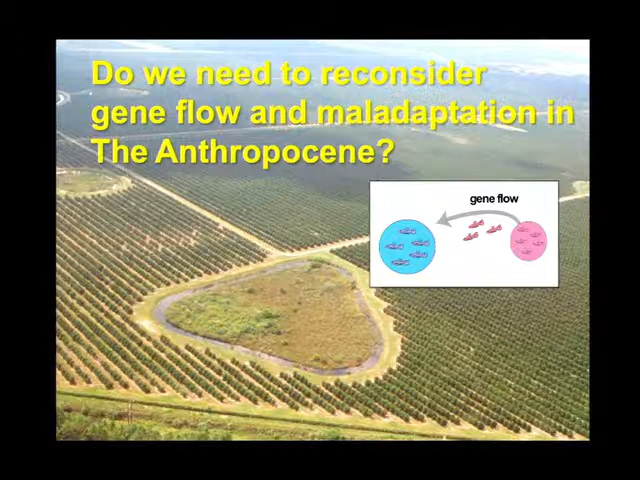 Do we need to reconsider
gene flow and maladaptation in
The Anthropocene?
gene flow